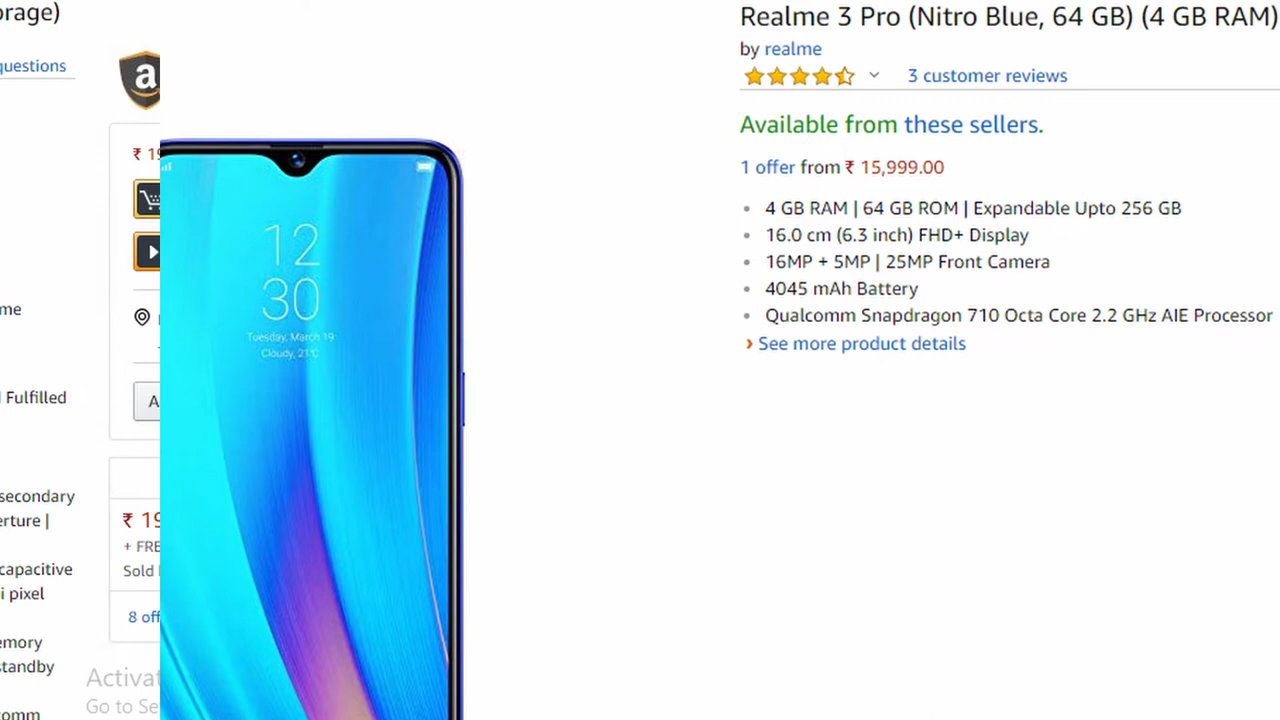 orage)
questions
a
₹ 19
me
A
Fulfilled
secondary
erture |
₹ 19
+ FRE
Sold
capacitive
i pixel
8 off
emory
standby
Activat
Go to Se
comm
12
30
Tuesday, March 19
Cloudy, 21°C
Realme 3 Pro (Nitro Blue, 64 GB) (4 GB RAM)
by realme
3 customer reviews
Available from these sellers.
1 offer from ₹ 15,999.00
• 4 GB RAM | 64 GB ROM | Expandable Upto 256 GB
• 16.0 cm (6.3 inch) FHD+ Display
• 16MP + 5MP | 25MP Front Camera
• 4045 mAh Battery
• Qualcomm Snapdragon 710 Octa Core 2.2 GHz AIE Processor
› See more product details